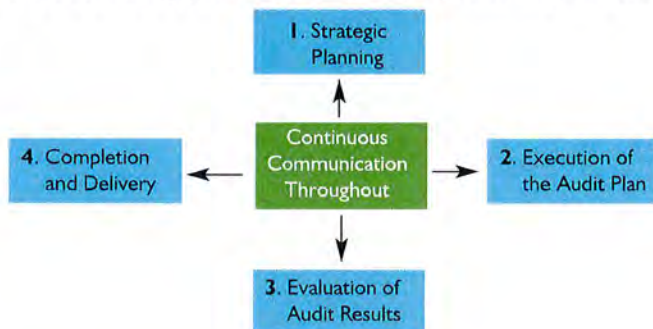 1. Strategic
Planning
4. Completion
and Delivery
Continuous
Communication
Throughout
2. Execution of
the Audit Plan
3. Evaluation of
Audit Results